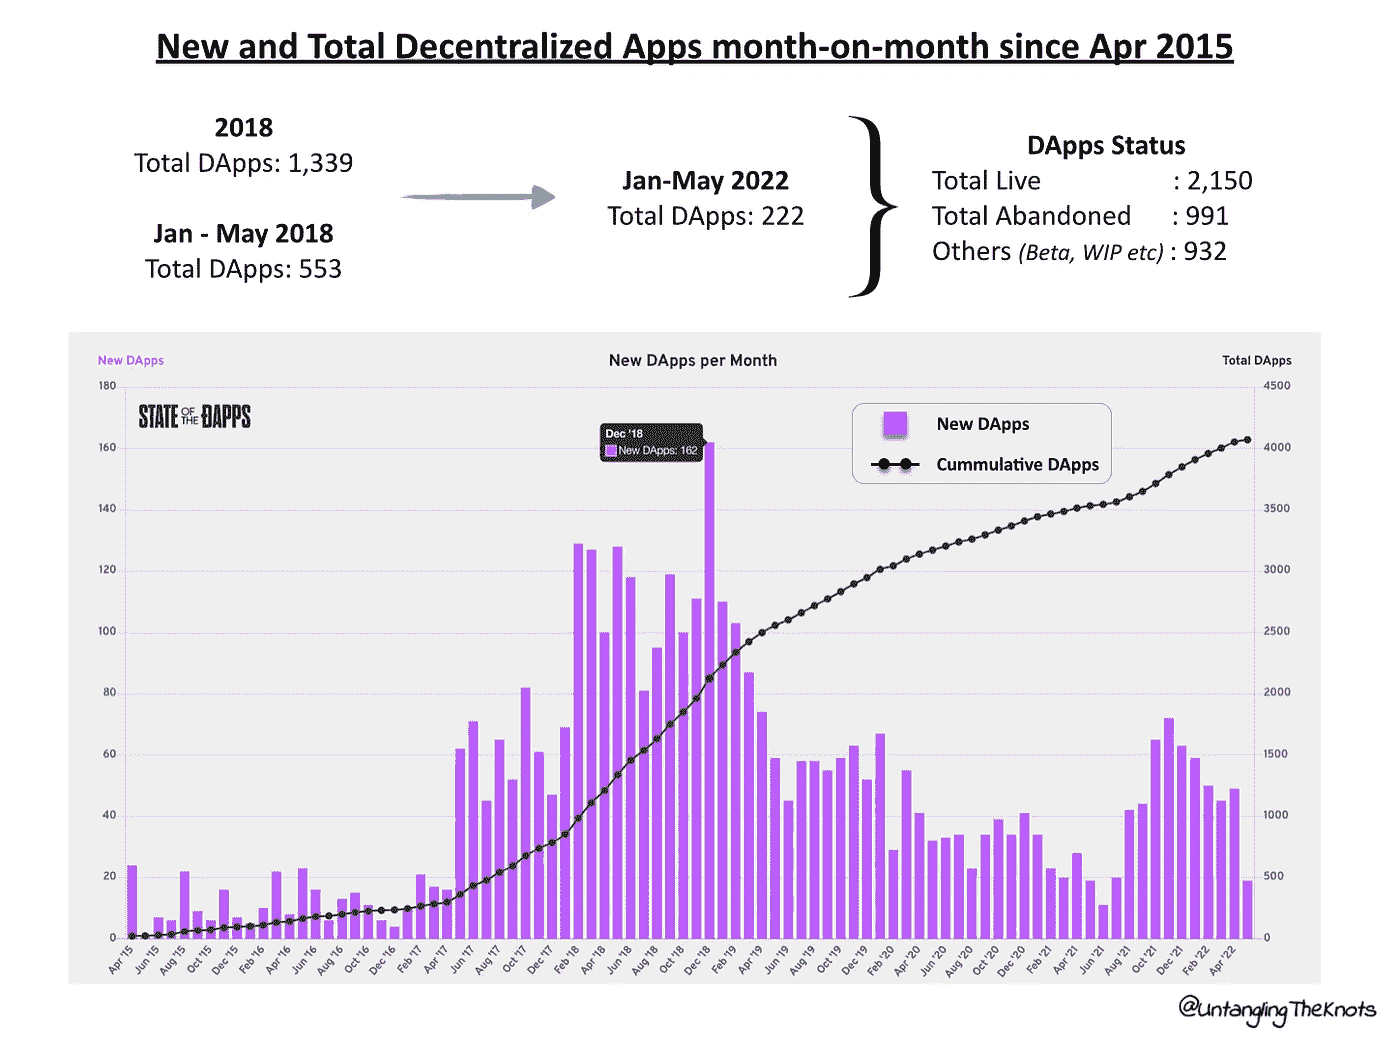 New and Total Decentralized Apps month-on-month since Apr 2015
2018
Total DApps: 1,339
Jan - May 2018
Total DApps: 553
Jan-May 2022
Total DApps: 222
DApps Status
Total Live : 2,150
Total Abandoned : 991
Others (Beta, WIP etc) : 932
New DApps
New DApps per Month
Total DApps
STATE OF THE DAPPS
Dec '18
New DApps: 162
New DApps
Cummulative DApps
180
160
140
120
100
80
60
40
20
0
4500
4000
3500
3000
2500
2000
1500
1000
500
0
Apr '15
Jun '15
Aug '15
Oct '15
Dec '15
Feb '16
Apr '16
Jun '16
Aug '16
Oct '16
Dec '16
Feb '17
Apr '17
Jun '17
Aug '17
Oct '17
Dec '17
Feb '18
Apr '18
Jun '18
Aug '18
Oct '18
Dec '18
Feb '19
Apr '19
Jun '19
Aug '19
Oct '19
Dec '19
Feb '20
Apr '20
Jun '20
Aug '20
Oct '20
Dec '20
Feb '21
Apr '21
Jun '21
Aug '21
Oct '21
Dec '21
Feb '22
Apr '22
@UntanglingTheKnots